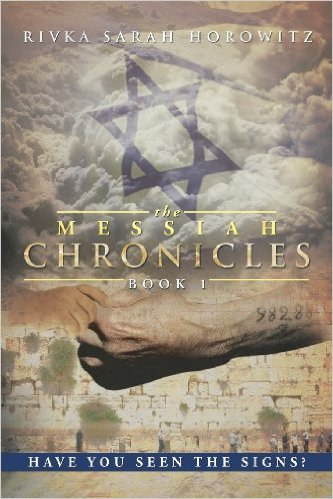 RIVKA SARAH HOROWITZ
the
MESSIAH
CHRONICLES
BOOK 1
HAVE YOU SEEN THE SIGNS?